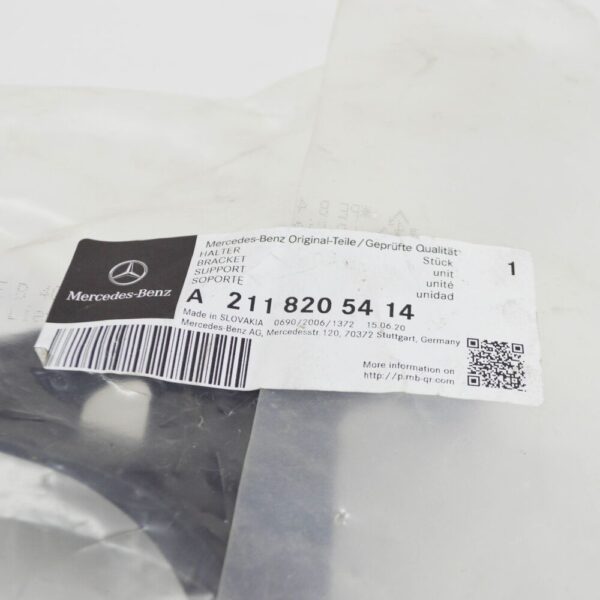 Mercedes-Benz Original-Teile/Geprüfte Qualität
HALTER Stück 1
BRACKET unit
SUPPORT unité
SOPORTE unidad
Mercedes-Benz
A 211 820 54 14
Made in SLOVAKIA 0690/2006/1372 15.06.20
Mercedes-Benz AG, Mercedesstr.120, 70372 Stuttgart, Germany
More information on
http://p.mb-qr.com